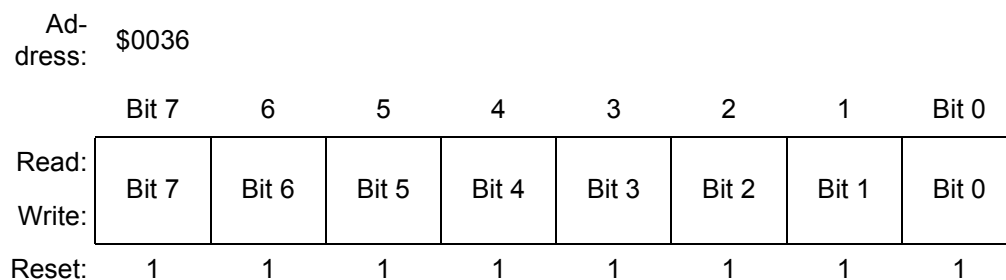 Ad-
dress: $0036
Bit 7 6 5 4 3 2 1 Bit 0
Read:
Bit 7 Bit 6 Bit 5 Bit 4 Bit 3 Bit 2 Bit 1 Bit 0
Write:
Reset: 1 1 1 1 1 1 1 1